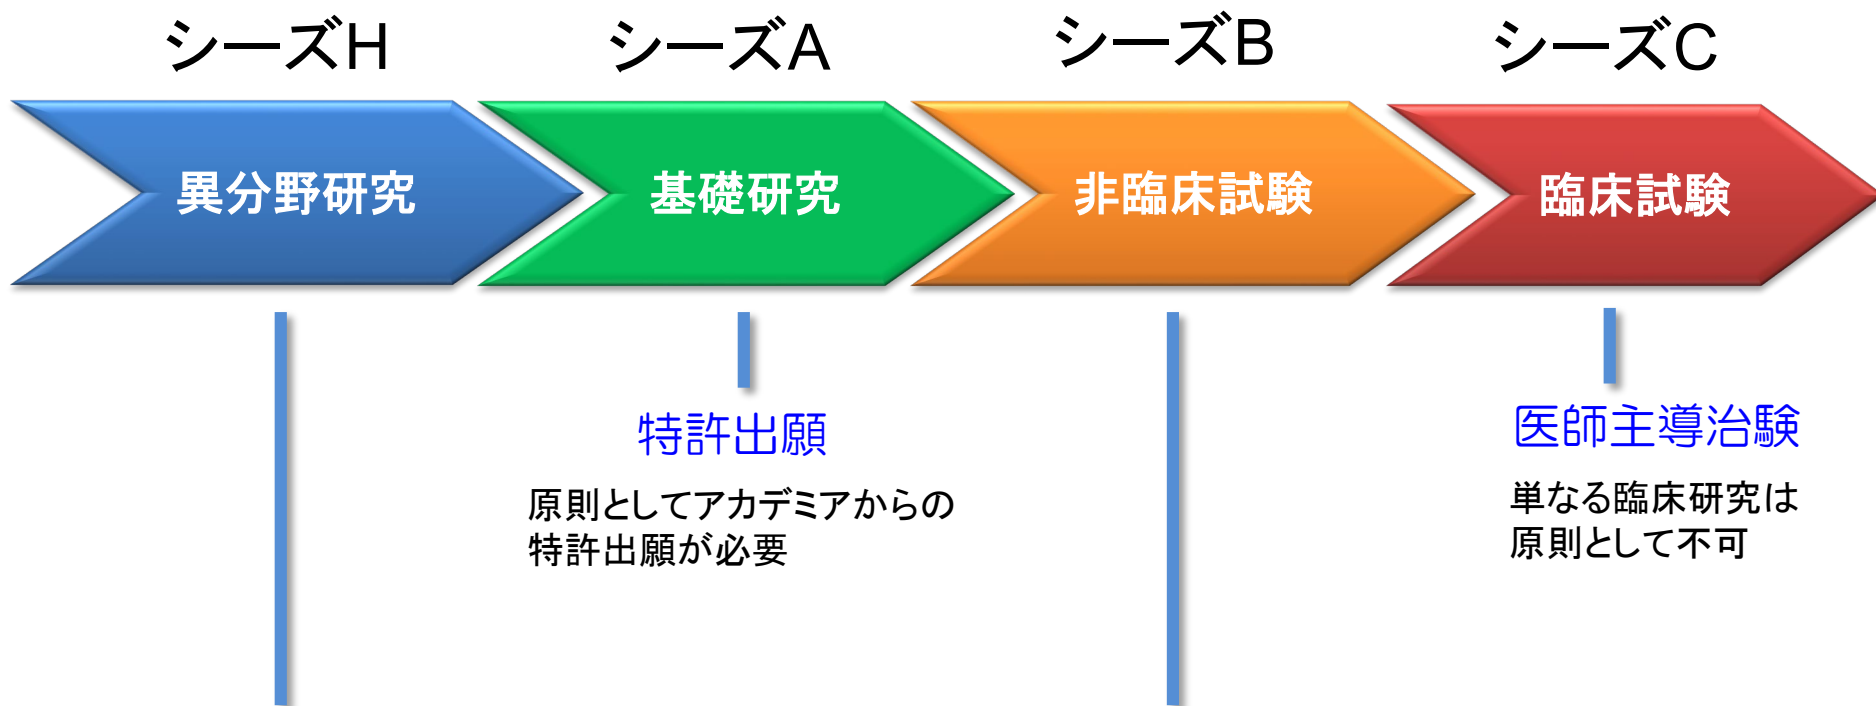 シーズH
シーズA
シーズB
シーズC
異分野研究
基礎研究
非臨床試験
臨床試験
特許出願
原則としてアカデミアからの
特許出願が必要
医師主導治験
単なる臨床研究は
原則として不可